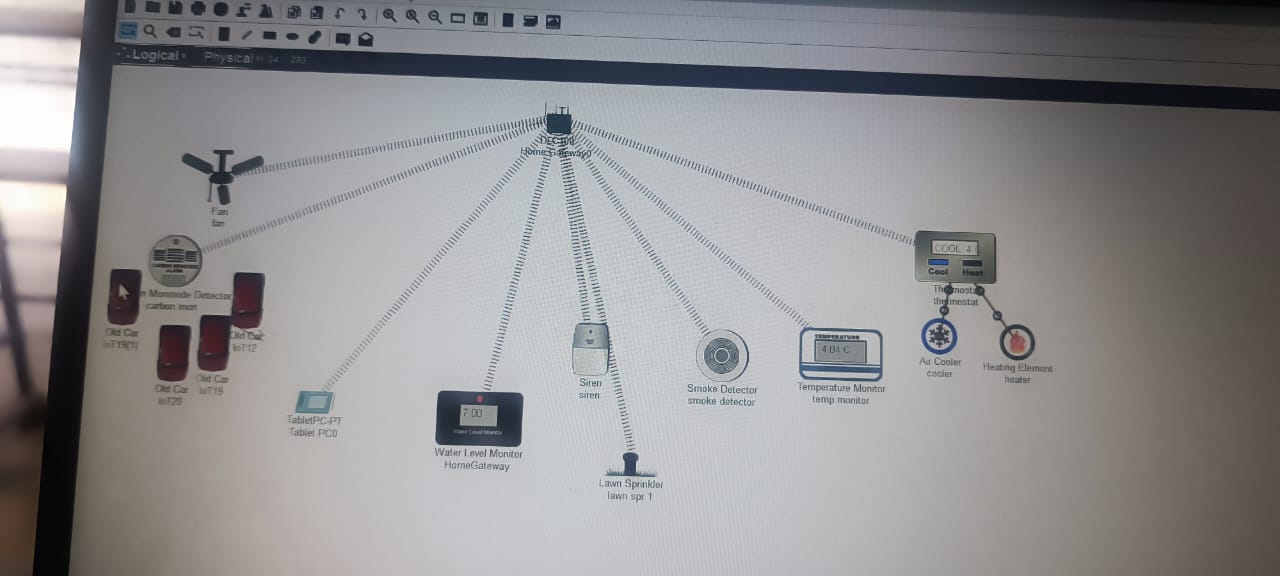 Logical
Physical
Home Gateway0
Fan
fan
COOL 4
Cool
Heat
n Monoxide Detector
carbon mon
Thermostat
thermostat
Old Car
IoT19(1)
Old Car
IoT12
Old Car
IoT19
Old Car
IoT20
TabletPC-PT
Tablet PC0
7.00
Water Level Monitor
Water Level Monitor
HomeGateway
Siren
siren
Lawn Sprinkler
lawn spr 1
Smoke Detector
smoke detector
TEMPERATURE
4.04 C
Temperature Monitor
temp monitor
Air Cooler
cooler
Heating Element
heater